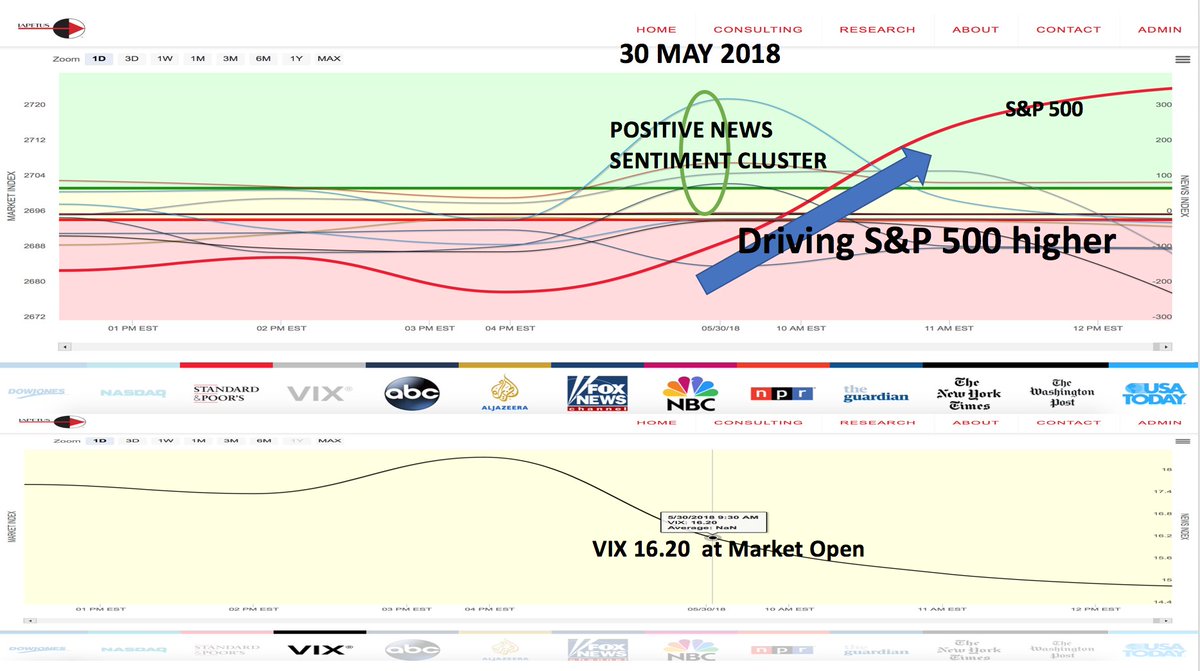 IAPETUS
HOME CONSULTING RESEARCH ABOUT CONTACT ADMIN
30 MAY 2018
Zoom 1D 3D 1W 1M 3M 6M 1Y MAX
S&P 500
POSITIVE NEWS
SENTIMENT CLUSTER
Driving S&P 500 higher
MARKET INDEX
2720
2712
2704
2696
2688
2680
2672
NEWS INDEX
300
200
100
0
-100
-200
-300
01 PM EST 02 PM EST 03 PM EST 04 PM EST 05/30/18 10 AM EST 11 AM EST 12 PM EST
DOWJONES
NASDAQ
STANDARD
&POOR'S
VIX®
abc
ALJAZEERA
FOX
NEWS
channel
NBC
npr
the
guardian
The
New York
Times
The
Washington
Post
USA
TODAY
IAPETUS
HOME CONSULTING RESEARCH ABOUT CONTACT ADMIN
Zoom 1D 3D 1W 1M 3M 6M 1Y MAX
MARKET INDEX
NEWS INDEX
18
17.4
16.8
16.2
15.6
15
14.4
5/30/2018 9:30 AM
VIX: 16.20
Average: NaN
VIX 16.20 at Market Open
01 PM EST 02 PM EST 03 PM EST 04 PM EST 05/30/18 10 AM EST 11 AM EST 12 PM EST
DOWJONES
NASDAQ
STANDARD
&POOR'S
VIX®
abc
ALJAZEERA
FOX
NEWS
channel
NBC
npr
the
guardian
The
New York
Times
The
Washington
Post
USA
TODAY